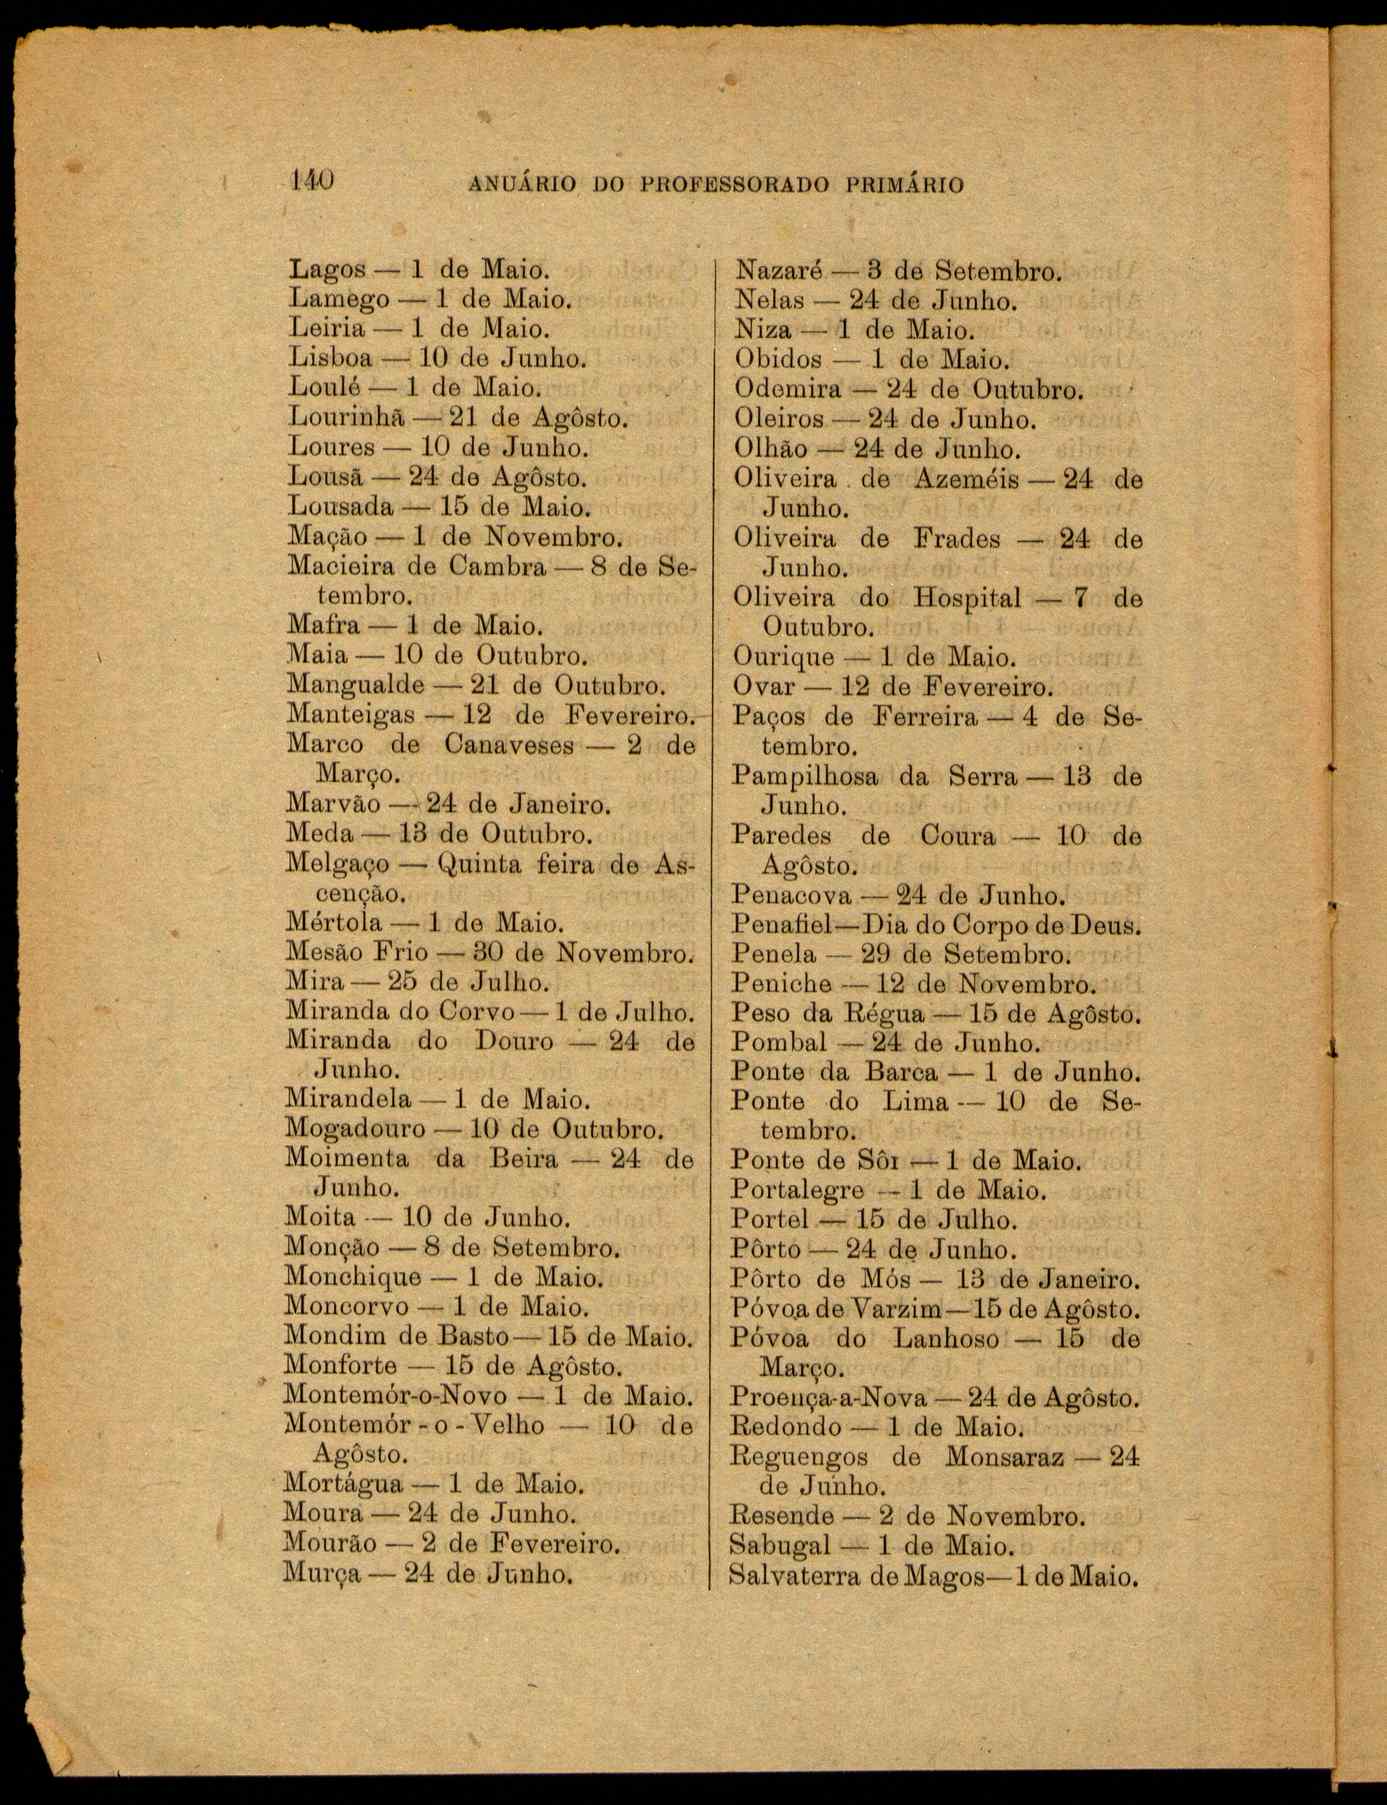 140
ANUÁRIO DO PROFESSORADO PRIMÁRIO
Lagos — 1 de Maio.
Lamego — 1 de Maio.
Leiria — 1 de Maio.
Lisboa — 10 de Junho.
Loulé — 1 de Maio.
Lourinhã — 21 de Agôsto.
Loures — 10 de Junho.
Lousã — 24 de Agôsto.
Lousada — 15 de Maio.
Mação — 1 de Novembro.
Macieira de Cambra — 8 de Se-
tembro.
Mafra — 1 de Maio.
Maia — 10 de Outubro.
Mangualde — 21 de Outubro.
Manteigas — 12 de Fevereiro.
Marco de Canaveses — 2 de
Março.
Marvão — 24 de Janeiro.
Meda — 13 de Outubro.
Melgaço — Quinta feira de As-
cenção.
Mértola — 1 de Maio.
Mesão Frio — 30 de Novembro.
Mira — 25 de Julho.
Miranda do Corvo — 1 de Julho.
Miranda do Douro — 24 de
Junho.
Mirandela — 1 de Maio.
Mogadouro — 10 de Outubro.
Moimenta da Beira — 24 de
Junho.
Moita — 10 de Junho.
Monção — 8 de Setembro.
Monchique — 1 de Maio.
Moncorvo — 1 de Maio.
Mondim de Basto — 15 de Maio.
Monforte — 15 de Agôsto.
Montemór-o-Novo — 1 de Maio.
Montemór-o-Velho — 10 de
Agôsto.
Mortágua — 1 de Maio.
Moura — 24 de Junho.
Mourão — 2 de Fevereiro.
Murça — 24 de Junho.
Nazaré — 3 de Setembro.
Nelas — 24 de Junho.
Niza — 1 de Maio.
Obidos — 1 de Maio.
Odemira — 24 de Outubro.
Oleiros — 24 de Junho.
Olhão — 24 de Junho.
Oliveira de Azeméis — 24 de
Junho.
Oliveira de Frades — 24 de
Junho.
Oliveira do Hospital — 7 de
Outubro.
Ourique — 1 de Maio.
Ovar — 12 de Fevereiro.
Paços de Ferreira — 4 de Se-
tembro.
Pampilhosa da Serra — 13 de
Junho.
Paredes de Coura — 10 de
Agôsto.
Penacova — 24 de Junho.
Penafiel—Dia do Corpo de Deus.
Penela — 29 de Setembro.
Peniche — 12 de Novembro.
Peso da Régua — 15 de Agôsto.
Pombal — 24 de Junho.
Ponte da Barca — 1 de Junho.
Ponte do Lima — 10 de Se-
tembro.
Ponte de Sôr — 1 de Maio.
Portalegre — 1 de Maio.
Portel — 15 de Julho.
Pôrto — 24 de Junho.
Pôrto de Mós — 13 de Janeiro.
Póvoa de Varzim—15 de Agôsto.
Póvoa do Lanhoso — 15 de
Março.
Proença-a-Nova — 24 de Agôsto.
Redondo — 1 de Maio.
Reguengos de Monsaraz — 24
de Junho.
Resende — 2 de Novembro.
Sabugal — 1 de Maio.
Salvaterra de Magos—1 de Maio.